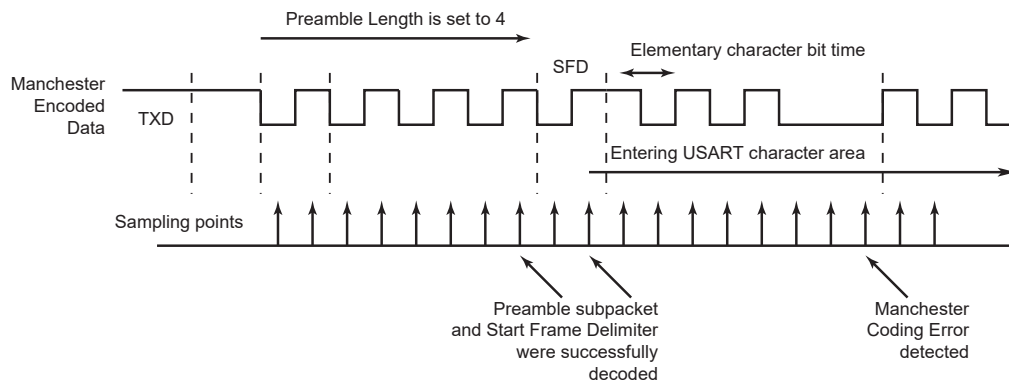 Preamble Length is set to 4
Elementary character bit time
SFD
Manchester
Encoded
Data
TXD
Entering USART character area
Sampling points
Preamble subpacket
and Start Frame Delimiter
were successfully
decoded
Manchester
Coding Error
detected